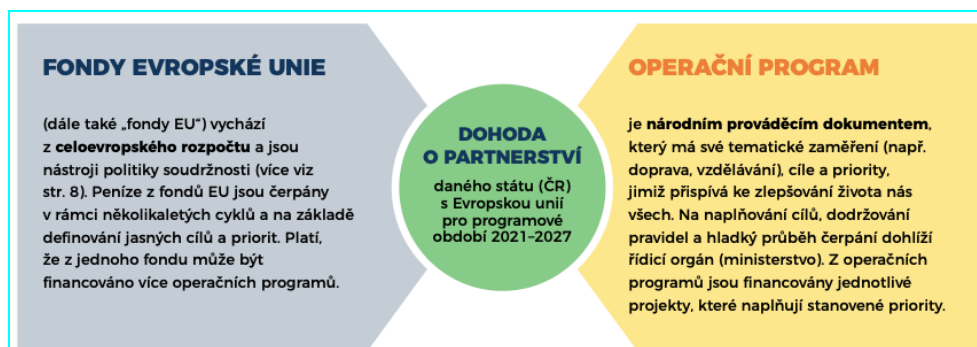 FONDY EVROPSKÉ UNIE
(dále také „fondy EU“) vychází
z celoevropského rozpočtu a jsou
nástroji politiky soudržnosti (více viz
str. 8). Peníze z fondů EU jsou čerpány
v rámci několikaletých cyklů a na základě
definování jasných cílů a priorit. Platí,
že z jednoho fondu může být
financováno více operačních programů.
DOHODA
O PARTNERSTVÍ
daného státu (ČR)
s Evropskou unií
pro programové
období 2021–2027
OPERAČNÍ PROGRAM
je národním prováděcím dokumentem,
který má své tematické zaměření (např.
doprava, vzdělávání), cíle a priority,
jimiž přispívá ke zlepšování života nás
všech. Na naplňování cílů, dodržování
pravidel a hladký průběh čerpání dohlíží
řídicí orgán (ministerstvo). Z operačních
programů jsou financovány jednotlivé
projekty, které naplňují stanovené priority.